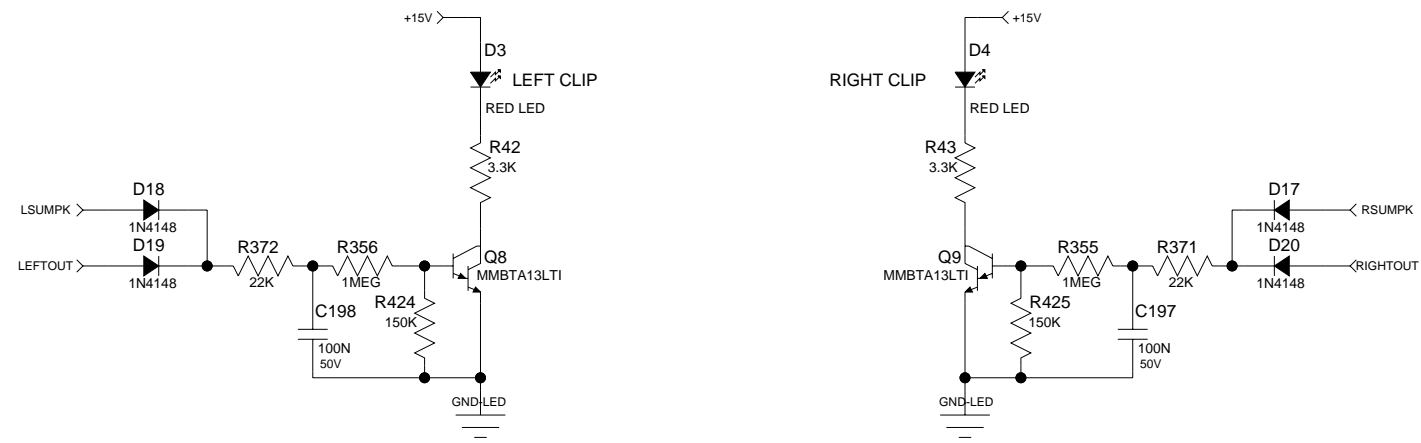 +15V
D3
LEFT CLIP
RED LED
R42
3.3K
D18
LSUMPK
1N4148
D19
LEFTOUT
1N4148
R372
22K
R356
1MEG
Q8
MMBTA13LTI
R424
150K
C198
100N
50V
GND-LED
+15V
D4
RIGHT CLIP
RED LED
R43
3.3K
D17
RSUMPK
1N4148
D20
RIGHTOUT
1N4148
Q9
MMBTA13LTI
R355
1MEG
R371
22K
R425
150K
C197
100N
50V
GND-LED